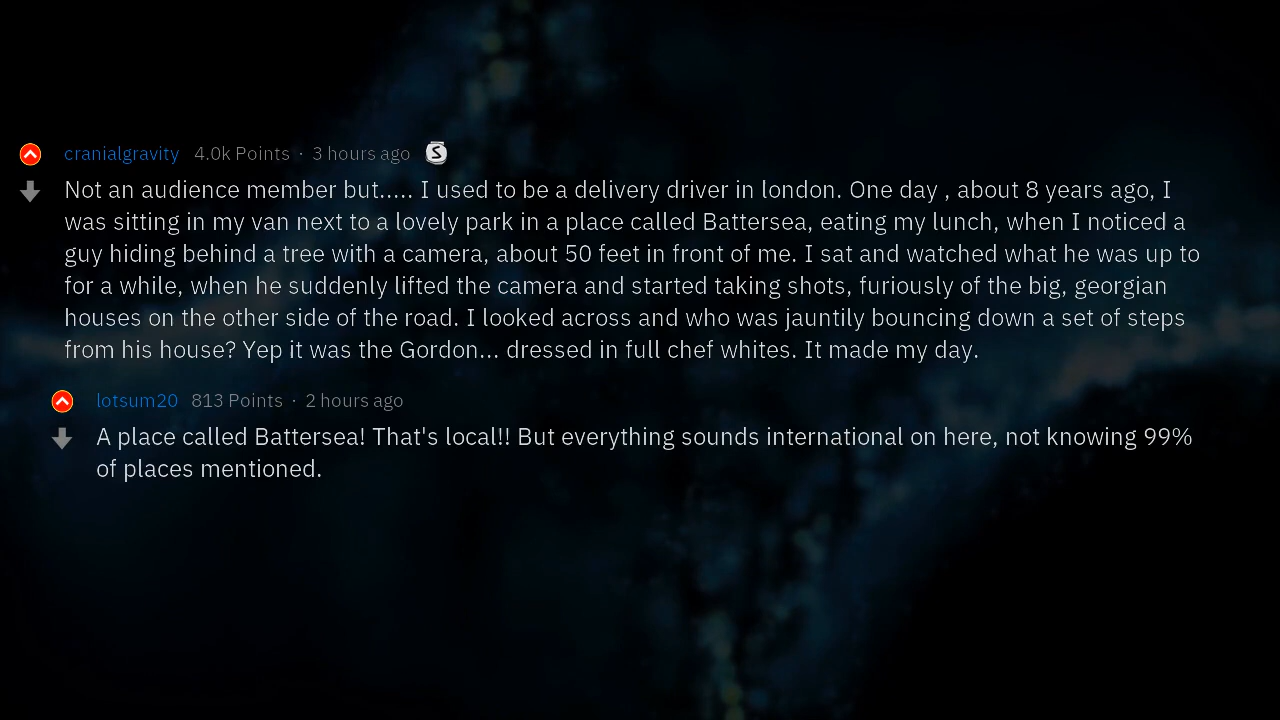 cranialgravity 4.0k Points · 3 hours ago S
Not an audience member but..... I used to be a delivery driver in london. One day , about 8 years ago, I
was sitting in my van next to a lovely park in a place called Battersea, eating my lunch, when I noticed a
guy hiding behind a tree with a camera, about 50 feet in front of me. I sat and watched what he was up to
for a while, when he suddenly lifted the camera and started taking shots, furiously of the big, georgian
houses on the other side of the road. I looked across and who was jauntily bouncing down a set of steps
from his house? Yep it was the Gordon... dressed in full chef whites. It made my day.
lotsum20 813 Points · 2 hours ago
A place called Battersea! That's local!! But everything sounds international on here, not knowing 99%
of places mentioned.